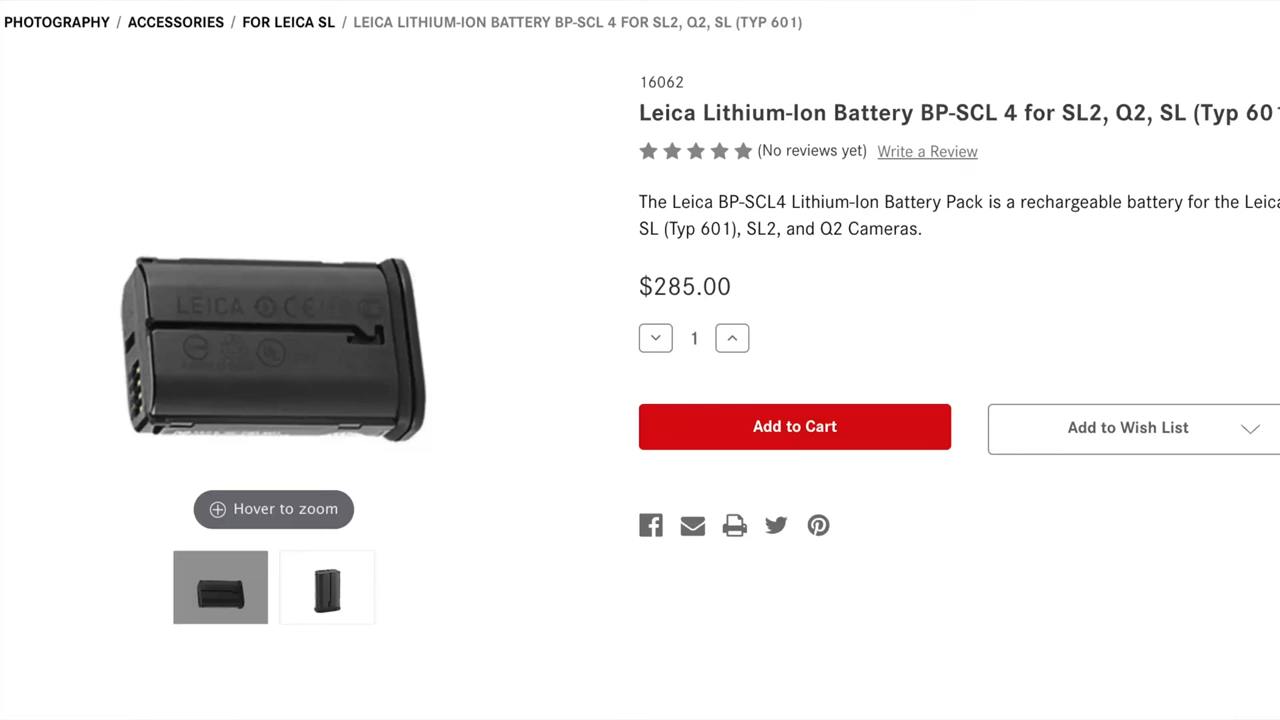 PHOTOGRAPHY / ACCESSORIES / FOR LEICA SL / LEICA LITHIUM-ION BATTERY BP-SCL 4 FOR SL2, Q2, SL (TYP 601)
16062
Leica Lithium-Ion Battery BP-SCL 4 for SL2, Q2, SL (Typ 60
(No reviews yet) Write a Review
The Leica BP-SCL4 Lithium-Ion Battery Pack is a rechargeable battery for the Leica
SL (Typ 601), SL2, and Q2 Cameras.
$285.00
1
Add to Cart
Add to Wish List
LEICA CE
UL
Hover to zoom